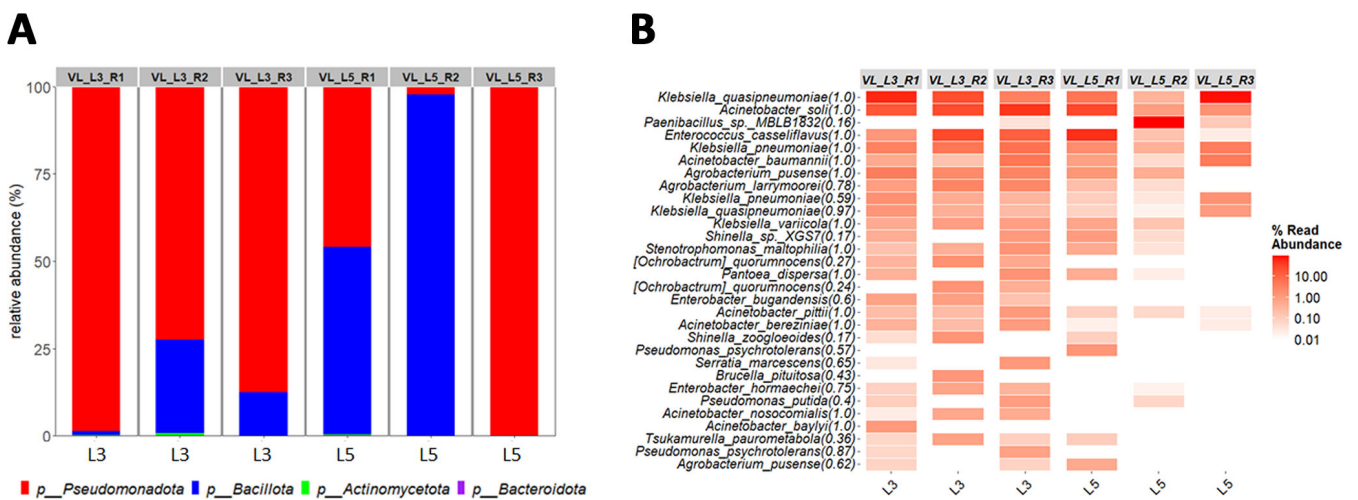 A
VL_L3_R1 VL_L3_R2 VL_L3_R3 VL_L5_R1 VL_L5_R2 VL_L5_R3
relative abundance (%)
100
75
50
25
0
L3 L3 L3 L5 L5 L5
p__Pseudomonadota p__Bacillota p__Actinomycetota p__Bacteroidota
B
VL_L3_R1 VL_L3_R2 VL_L3_R3 VL_L5_R1 VL_L5_R2 VL_L5_R3
Klebsiella_quasipneumoniae(1.0)
Acinetobacter_soli(1.0)
Paenibacillus_sp._MBLB1832(0.16)
Enterococcus_casseliflavus(1.0)
Klebsiella_pneumoniae(1.0)
Acinetobacter_baumannii(1.0)
Agrobacterium_pusense(1.0)
Agrobacterium_larrymoorei(0.78)
Klebsiella_pneumoniae(0.59)
Klebsiella_quasipneumoniae(0.97)
Klebsiella_variicola(1.0)
Shinella_sp._XGS7(0.17)
Stenotrophomonas_maltophilia(1.0)
[Ochrobactrum]_quorumnocens(0.27)
Pantoea_dispersa(1.0)
[Ochrobactrum]_quorumnocens(0.24)
Enterobacter_bugandensis(0.6)
Acinetobacter_pittii(1.0)
Acinetobacter_bereziniae(1.0)
Shinella_zoogloeoides(0.17)
Pseudomonas_psychrotolerans(0.57)
Serratia_marcescens(0.65)
Brucella_pituitosa(0.43)
Enterobacter_hormaechei(0.75)
Pseudomonas_putida(0.4)
Acinetobacter_nosocomialis(1.0)
Acinetobacter_baylyi(1.0)
Tsukamurella_paurometabola(0.36)
Pseudomonas_psychrotolerans(0.87)
Agrobacterium_pusense(0.62)
L3 L3 L3 L5 L5 L5
% Read
Abundance
10.00
1.00
0.10
0.01